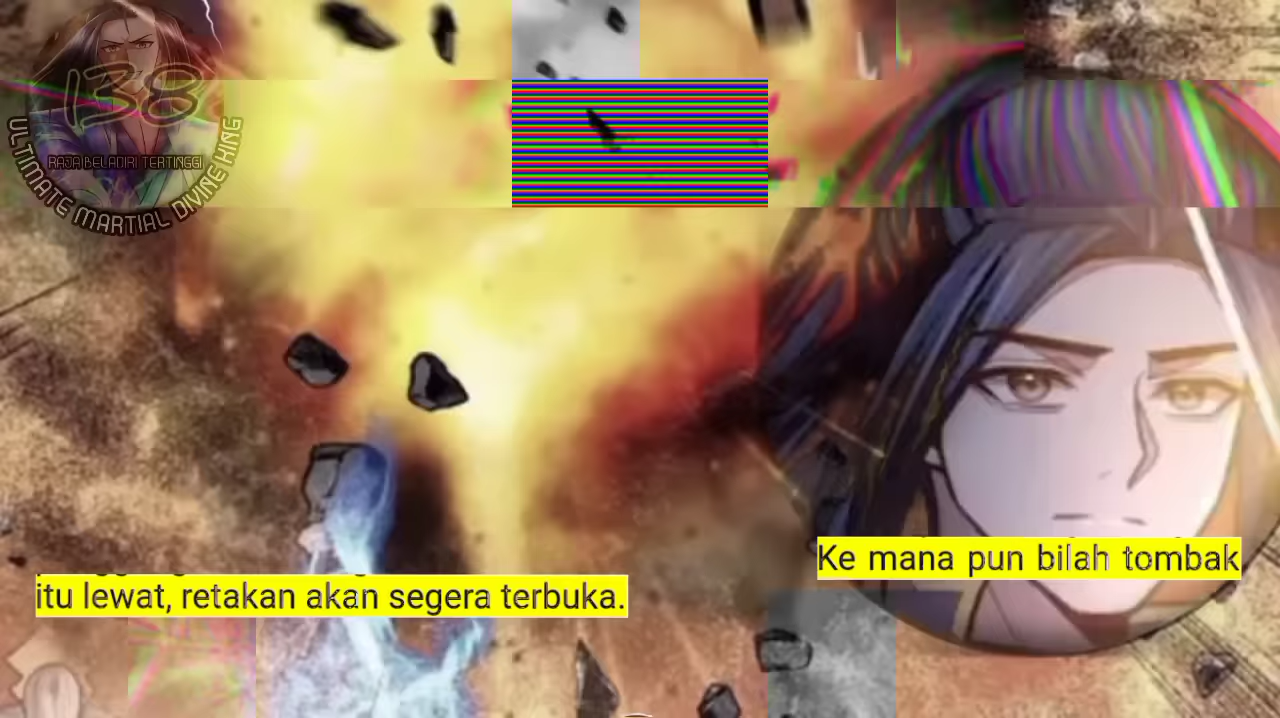 138
RAJA BELADIRI TERTINGGI
ULTIMATE MARTIAL DIVINE KING
Ke mana pun bilah tombak
itu lewat, retakan akan segera terbuka.